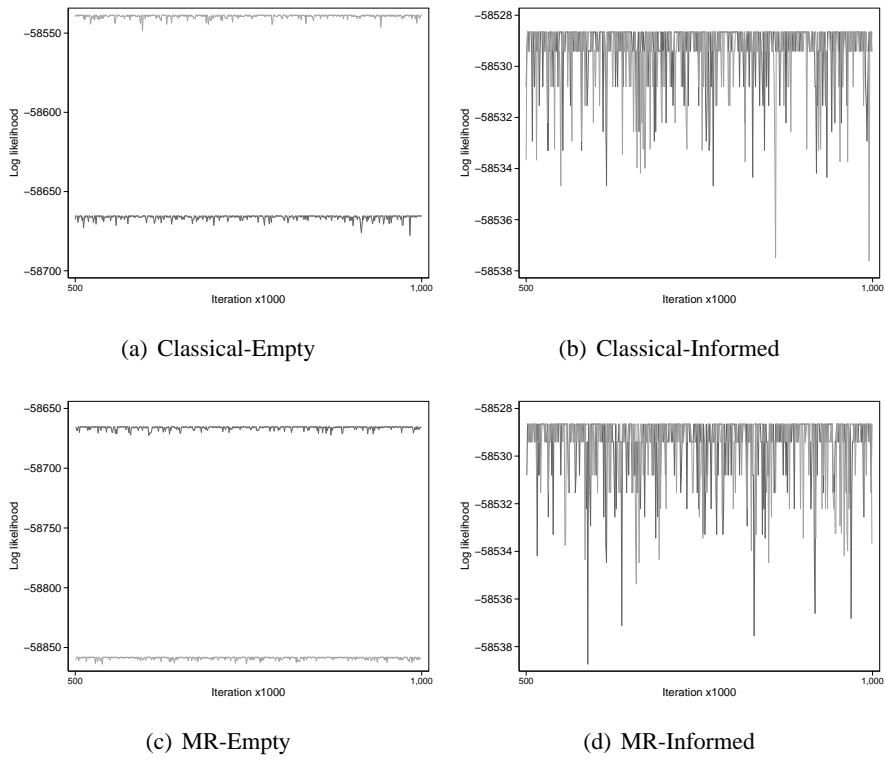 −58550
−58600
−58650
−58700
Log likelihood
500
1,000
Iteration x1000
(a) Classical-Empty
−58528
−58530
−58532
−58534
−58536
−58538
Log likelihood
500
1,000
Iteration x1000
(b) Classical-Informed
−58650
−58700
−58750
−58800
−58850
Log likelihood
500
1,000
Iteration x1000
(c) MR-Empty
−58528
−58530
−58532
−58534
−58536
−58538
Log likelihood
500
1,000
Iteration x1000
(d) MR-Informed